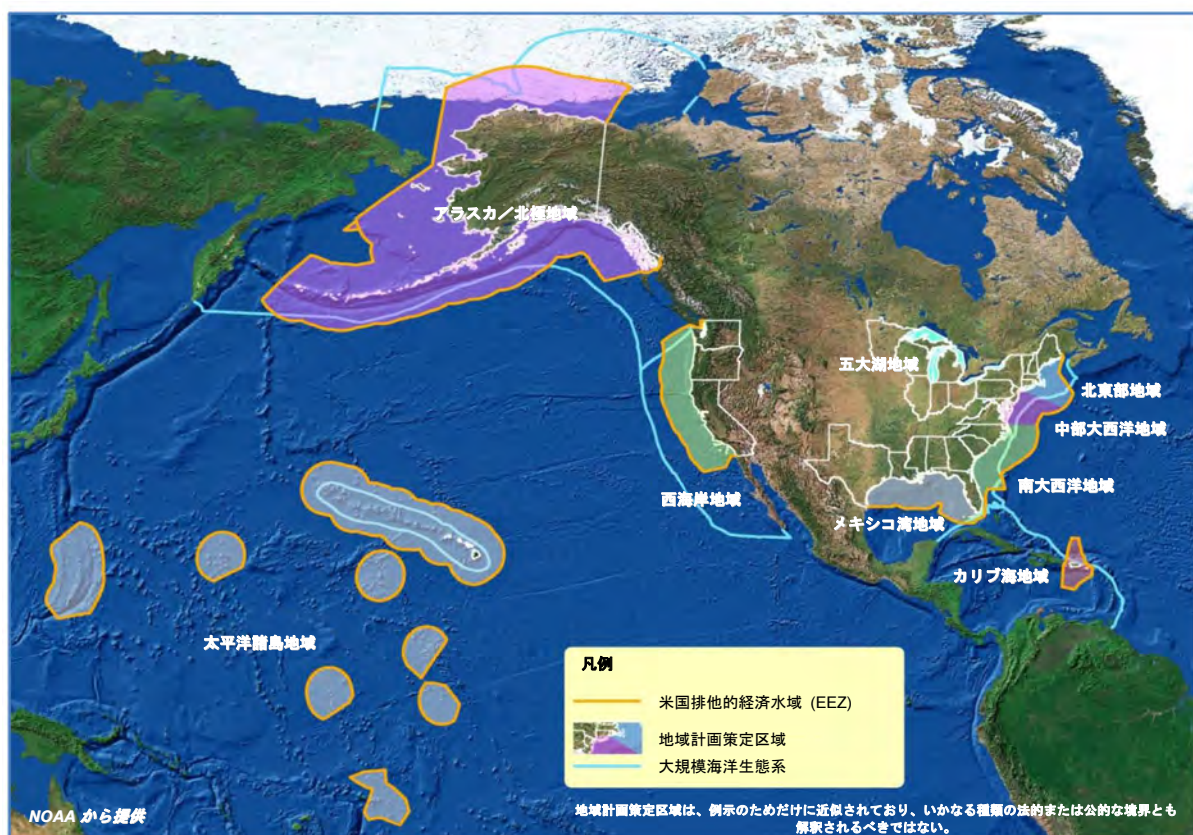 アラスカ／北極地域
五大湖地域
北東部地域
中部大西洋地域
西海岸地域
南大西洋地域
メキシコ湾地域
カリブ海地域
太平洋諸島地域
凡例
米国排他的経済水域 (EEZ)
地域計画策定区域
大規模海洋生態系
NOAA から提供
地域計画策定区域は、例示のためだけに近似されており、いかなる種類の法的または公的な境界とも
解釈されるべきではない。